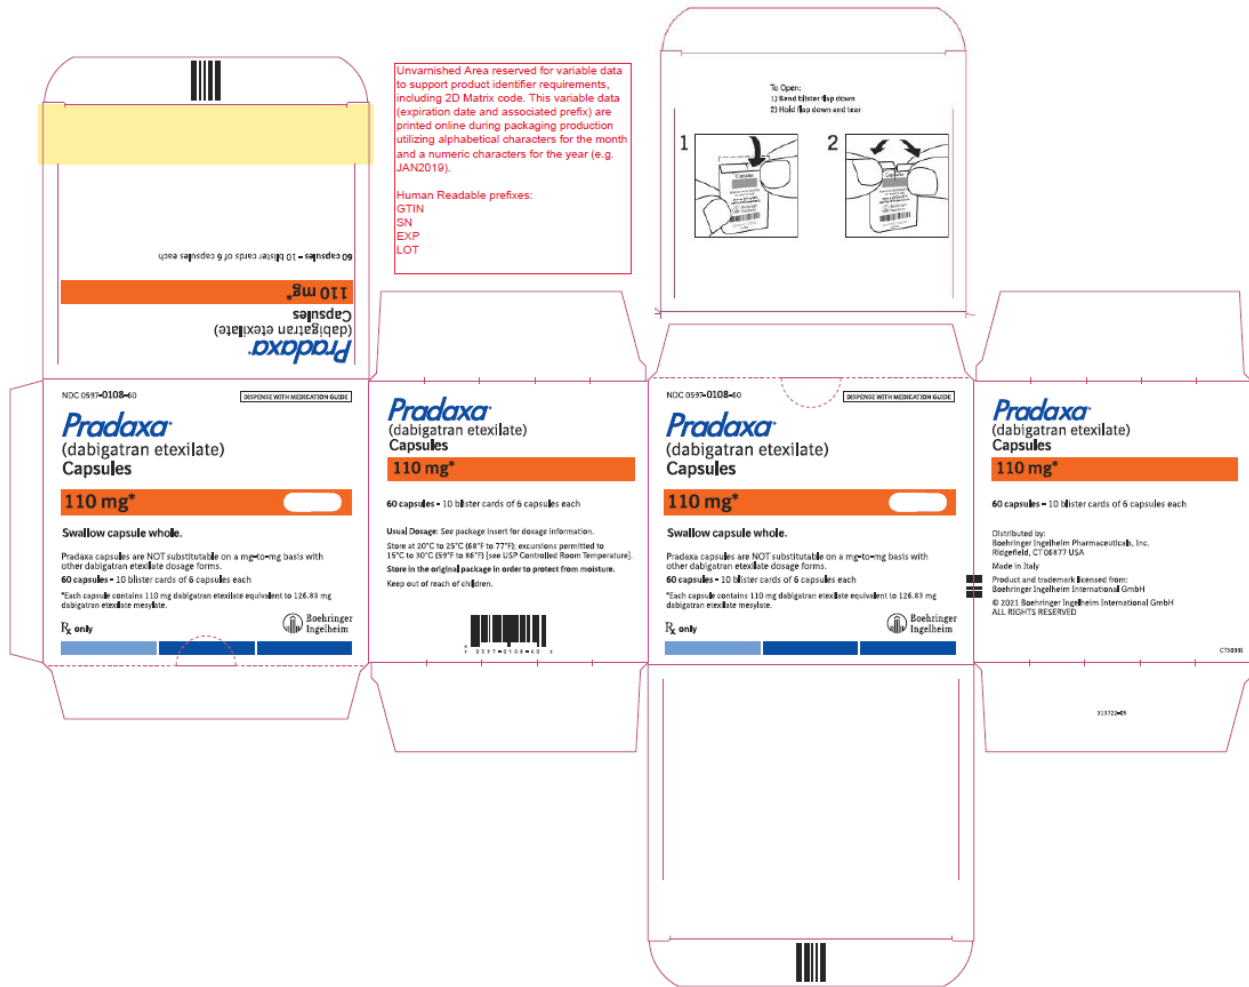 Unvarnished Area reserved for variable data
to support product identifier requirements,
including 2D Matrix code. This variable data
(expiration date and associated prefix) are
printed online during packaging production
utilizing alphabetical characters for the month
and a numeric characters for the year (e.g.
JAN2019).
Human Readable prefixes:
GTIN
SN
EXP
LOT
To Open:
1) Bend blister flap down
2) Hold flap down and tear
1
2
Capsules
Boehringer
Ingelheim
Capsules
Boehringer
Ingelheim
Pradaxa®
(dabigatran etexilate)
Capsules
110 mg*
60 capsules – 10 blister cards of 6 capsules each
NDC 0597-0108-60
DISPENSE WITH MEDICATION GUIDE
Pradaxa®
(dabigatran etexilate)
Capsules
110 mg*
Swallow capsule whole.
Pradaxa capsules are NOT substitutable on a mg-to-mg basis with
other dabigatran etexilate dosage forms.
60 capsules – 10 blister cards of 6 capsules each
*Each capsule contains 110 mg dabigatran etexilate equivalent to 126.83 mg
dabigatran etexilate mesylate.
Rx only
Boehringer
Ingelheim
Pradaxa®
(dabigatran etexilate)
Capsules
110 mg*
60 capsules – 10 blister cards of 6 capsules each
Usual Dosage: See package insert for dosage information.
Store at 20°C to 25°C (68°F to 77°F); excursions permitted to
15°C to 30°C (59°F to 86°F) [see USP Controlled Room Temperature].
Store in the original package in order to protect from moisture.
Keep out of reach of children.
0597-0108-60
NDC 0597-0108-60
DISPENSE WITH MEDICATION GUIDE
Pradaxa®
(dabigatran etexilate)
Capsules
110 mg*
Swallow capsule whole.
Pradaxa capsules are NOT substitutable on a mg-to-mg basis with
other dabigatran etexilate dosage forms.
60 capsules – 10 blister cards of 6 capsules each
*Each capsule contains 110 mg dabigatran etexilate equivalent to 126.83 mg
dabigatran etexilate mesylate.
Rx only
Boehringer
Ingelheim
Pradaxa®
(dabigatran etexilate)
Capsules
110 mg*
60 capsules – 10 blister cards of 6 capsules each
Distributed by:
Boehringer Ingelheim Pharmaceuticals, Inc.
Ridgefield, CT 06877 USA
Made in Italy
Product and trademark licensed from:
Boehringer Ingelheim International GmbH
© 2021 Boehringer Ingelheim International GmbH
ALL RIGHTS RESERVED
313722-05